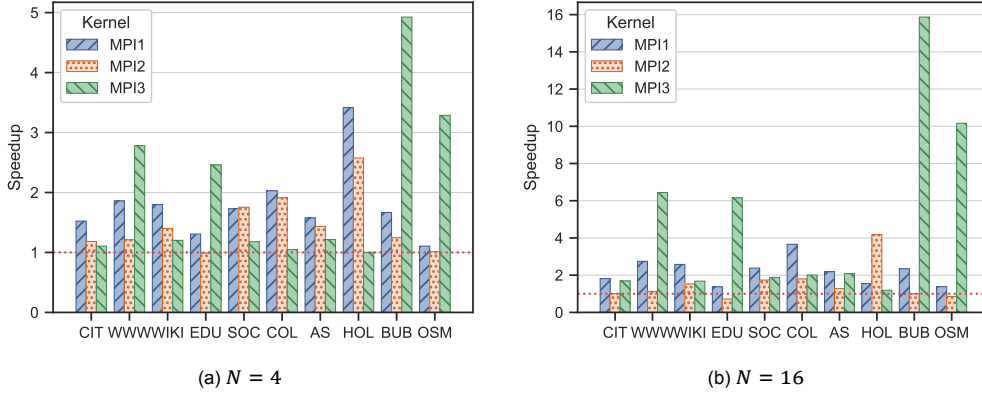 Kernel
MPI1
MPI2
MPI3
Speedup
5
4
3
2
1
0
CIT WWW WIKI EDU SOC COL AS HOL BUB OSM
(a) N = 4
Kernel
MPI1
MPI2
MPI3
Speedup
16
14
12
10
8
6
4
2
0
CIT WWW WIKI EDU SOC COL AS HOL BUB OSM
(b) N = 16